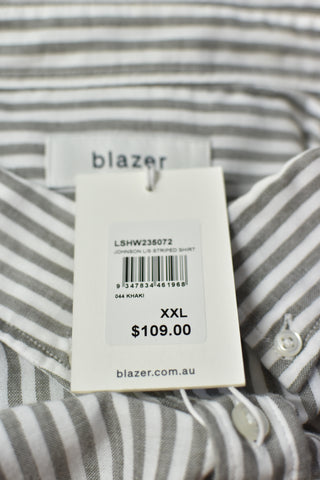 blazer
LSHW235072
JOHNSON L/S STRIPED SHIRT
9 347834 461968
044 KHAKI
XXL
$109.00
blazer.com.au